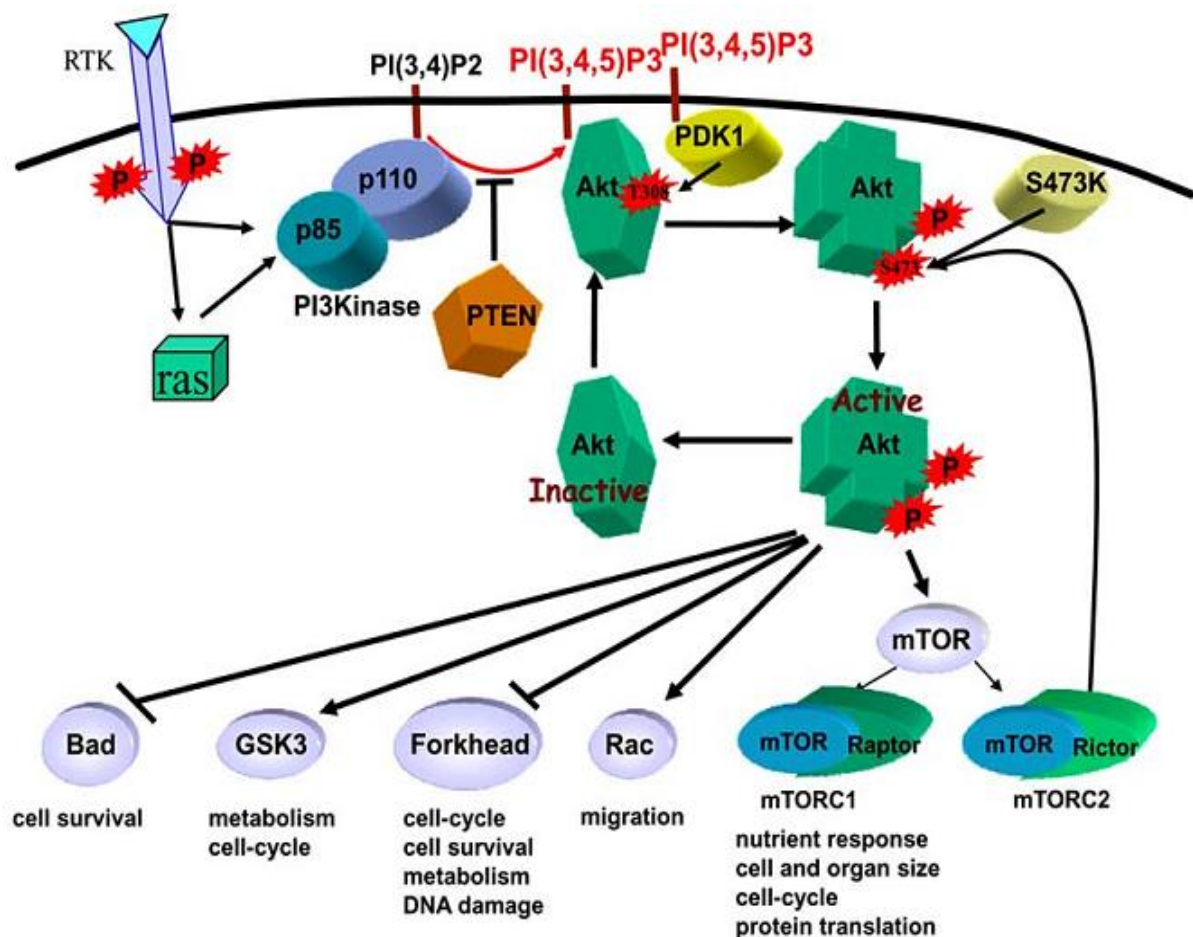 RTK
PI(3,4)P2
PI(3,4,5)P3
PI(3,4,5)P3
P
P
p110
p85
PI3Kinase
PTEN
ras
Akt
T308
PDK1
Akt
P
S473
S473K
Akt
Inactive
Active
Akt
P
P
mTOR
Bad
GSK3
Forkhead
Rac
mTOR
Raptor
mTOR
Rictor
mTORC1
mTORC2
cell survival
metabolism
cell-cycle
cell-cycle
cell survival
metabolism
DNA damage
migration
nutrient response
cell and organ size
cell-cycle
protein translation